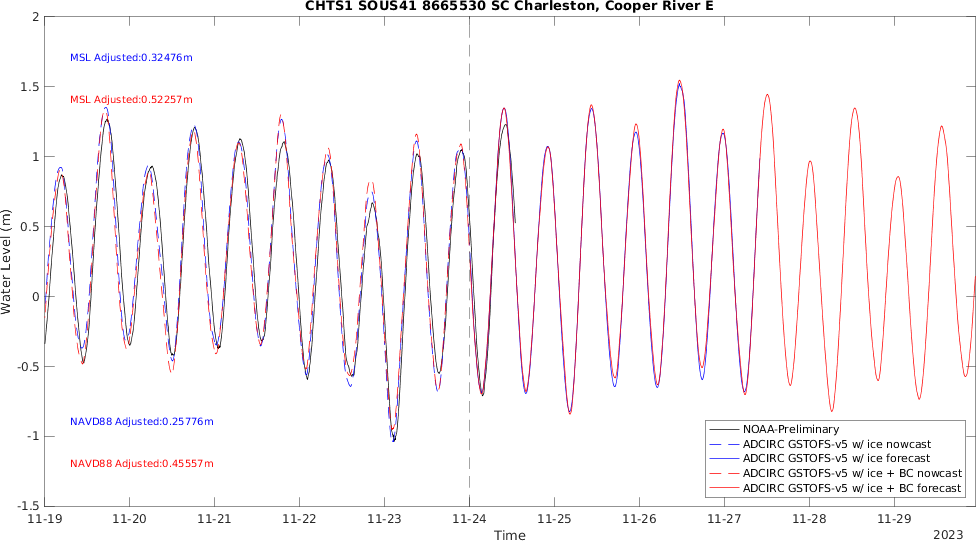 CHTS1 SOUS41 8665530 SC Charleston, Cooper River E
2
1.5
1
0.5
0
-0.5
-1
-1.5
Water Level (m)
MSL Adjusted:0.32476m
MSL Adjusted:0.52257m
NAVD88 Adjusted:0.25776m
NAVD88 Adjusted:0.45557m
NOAA-Preliminary
ADCIRC GSTOFS-v5 w/ ice nowcast
ADCIRC GSTOFS-v5 w/ ice forecast
ADCIRC GSTOFS-v5 w/ ice + BC nowcast
ADCIRC GSTOFS-v5 w/ ice + BC forecast
11-19 11-20 11-21 11-22 11-23 11-24 11-25 11-26 11-27 11-28 11-29
Time
2023